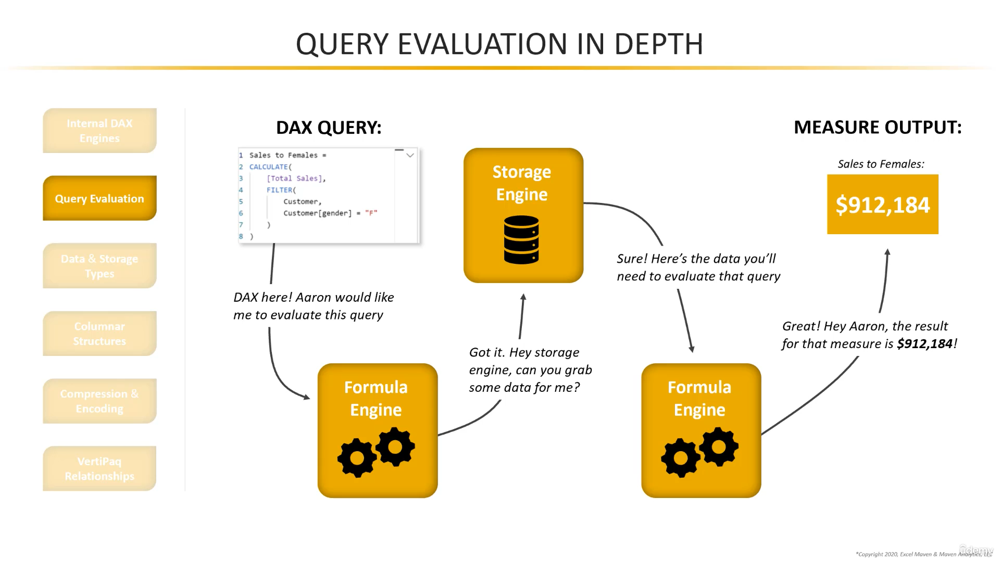 QUERY EVALUATION IN DEPTH
Internal DAX
Engines
Query Evaluation
Data & Storage
Types
Columnar
Structures
Compression &
Encoding
VertiPaq
Relationships
DAX QUERY:
1 Sales to Females =
2 CALCULATE(
3 [Total Sales],
4 FILTER(
5 Customer,
6 Customer[gender] = "F"
7 )
8 )
DAX here! Aaron would like
me to evaluate this query
Formula
Engine
Got it. Hey storage
engine, can you grab
some data for me?
Storage
Engine
Sure! Here’s the data you’ll
need to evaluate that query
Formula
Engine
Great! Hey Aaron, the result
for that measure is $912,184!
MEASURE OUTPUT:
Sales to Females:
$912,184
*Copyright 2020, Excel Maven & Maven Analytics, LLC
ûdemy